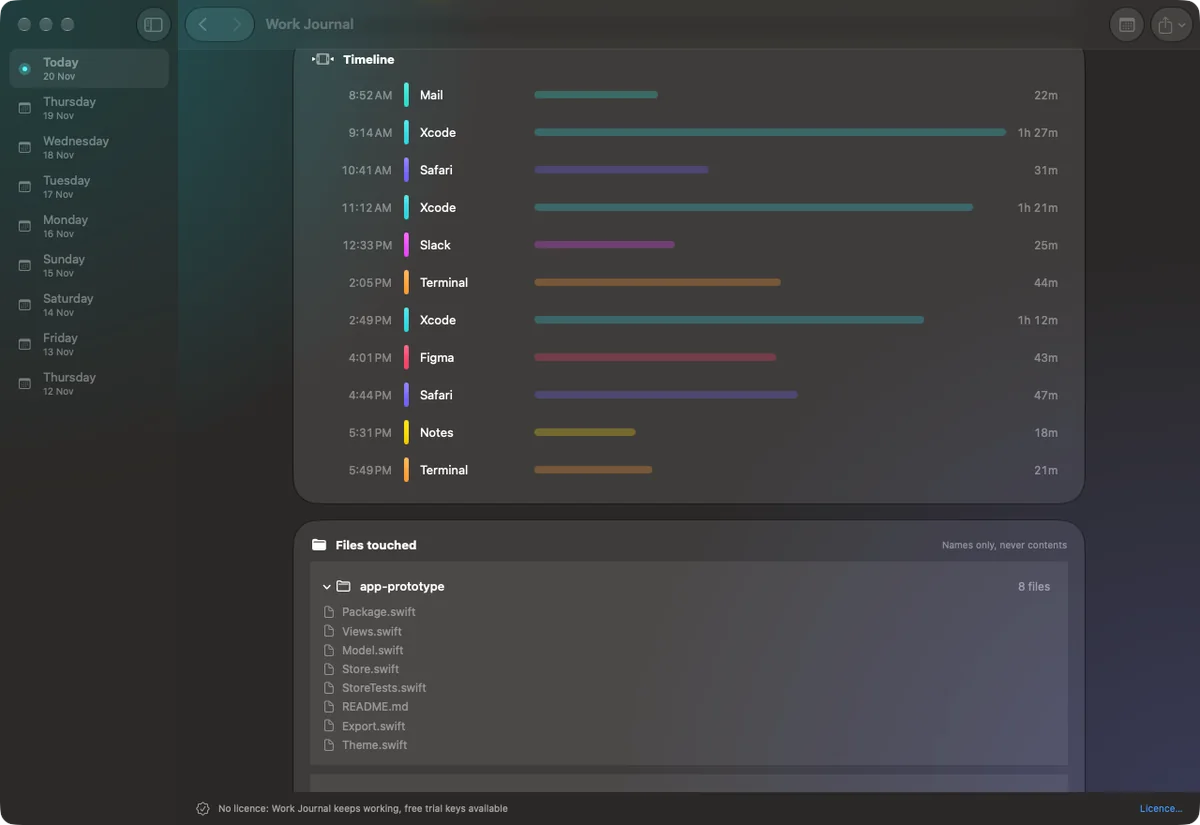 Work Journal
Today
20 Nov
Thursday
19 Nov
Wednesday
18 Nov
Tuesday
17 Nov
Monday
16 Nov
Sunday
15 Nov
Saturday
14 Nov
Friday
13 Nov
Thursday
12 Nov
Timeline
8:52 AM Mail 22m
9:14 AM Xcode 1h 27m
10:41 AM Safari 31m
11:12 AM Xcode 1h 21m
12:33 PM Slack 25m
2:05 PM Terminal 44m
2:49 PM Xcode 1h 12m
4:01 PM Figma 43m
4:44 PM Safari 47m
5:31 PM Notes 18m
5:49 PM Terminal 21m
Files touched Names only, never contents
app-prototype 8 files
Package.swift
Views.swift
Model.swift
Store.swift
StoreTests.swift
README.md
Export.swift
Theme.swift
No licence: Work Journal keeps working, free trial keys available Licence...